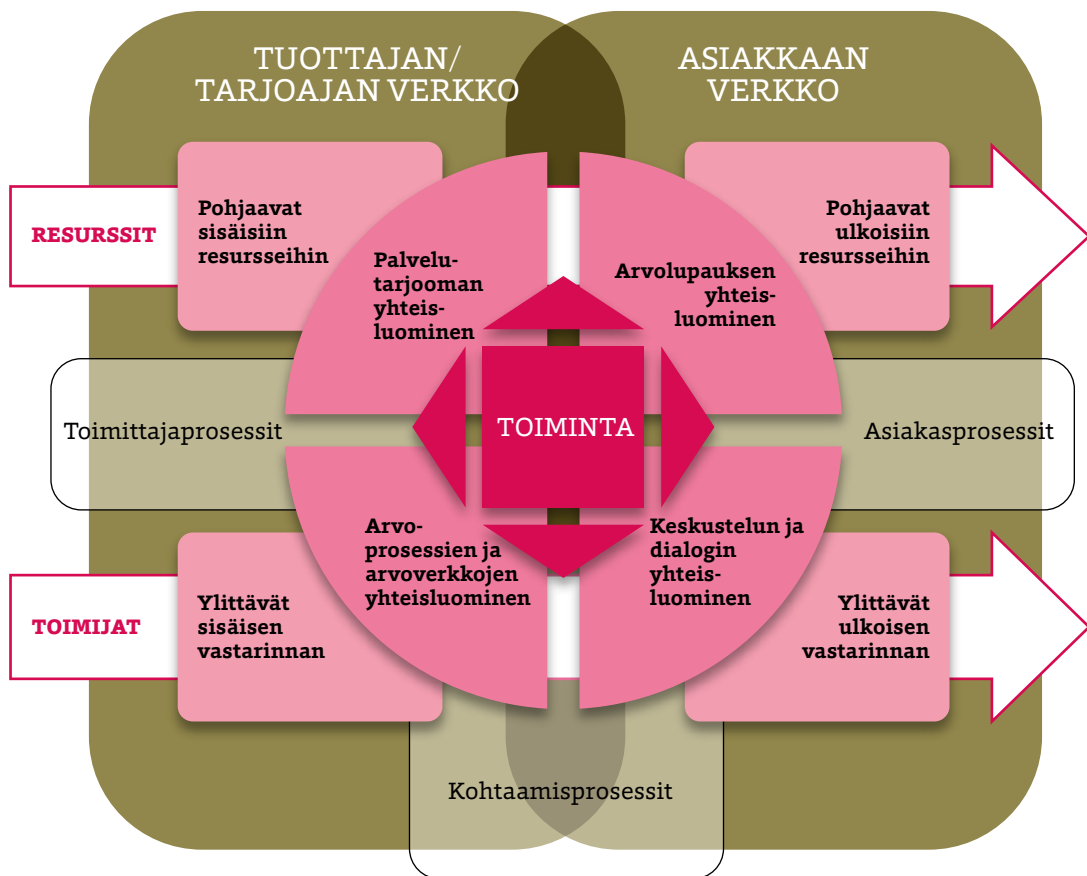 TUOTTAJAN/
TARJOAJAN VERKKO
ASIAKKAAN
VERKKO
RESURSSIT
Pohjaavat
sisäisiin
resursseihin
Palvelu-
tarjooman
yhteis-
luominen
Arvolupauksen
yhteis-
luominen
Pohjaavat
ulkoisiin
resursseihin
Toimittajaprosessit
TOIMINTA
Asiakasprosessit
TOIMIJAT
Ylittävät
sisäisen
vastarinnan
Arvo-
prosessien ja
arvoverkkojen
yhteisluominen
Keskustelun ja
dialogin
yhteis-
luominen
Ylittävät
ulkoisen
vastarinnan
Kohtaamisprosessit